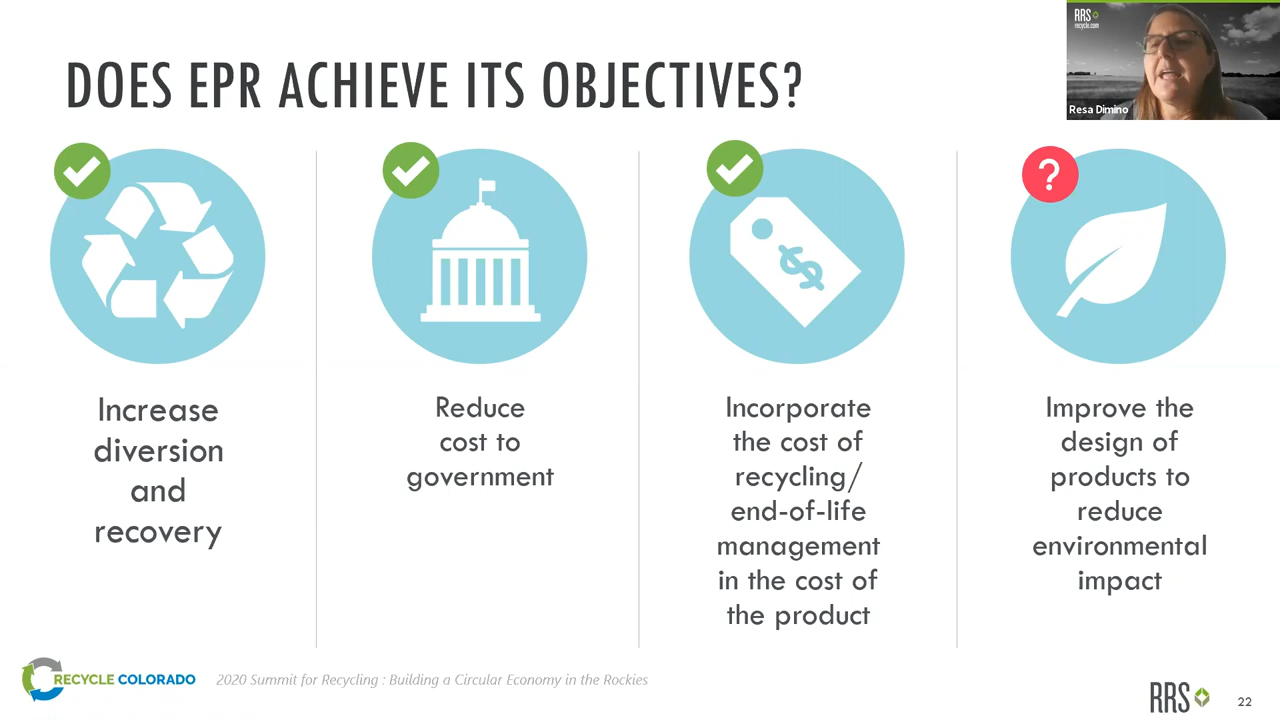 DOES EPR ACHIEVE ITS OBJECTIVES?
RRS
recycle.com
Resa Dimino
?
$
Increase
diversion
and
recovery
Reduce
cost to
government
Incorporate
the cost of
recycling/
end-of-life
management
in the cost of
the product
Improve the
design of
products to
reduce
environmental
impact
RECYCLE COLORADO
2020 Summit for Recycling : Building a Circular Economy in the Rockies
RRS
22